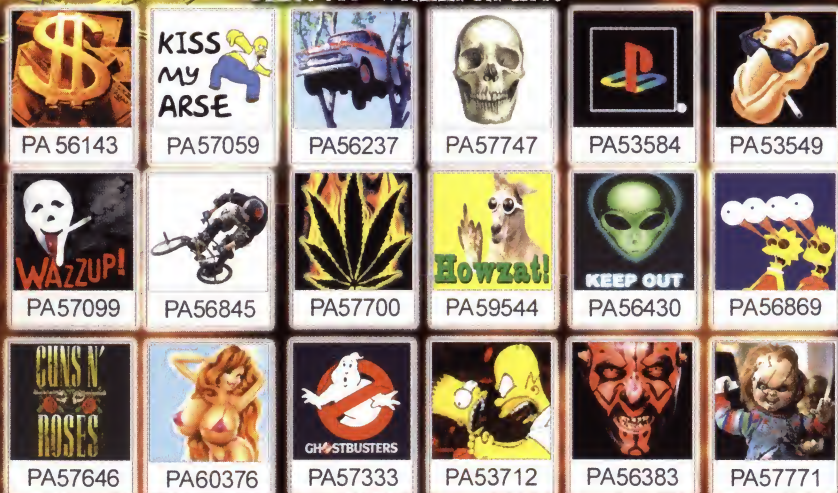 KISS
MY
ARSE
PA 56143
PA57059
PA56237
PA57747
PA53584
PA53549
WAZZUP!
Howzat!
KEEP OUT
PA57099
PA56845
PA57700
PA59544
PA56430
PA56869
GUNS N'
ROSES
GHOSTBUSTERS
PA57646
PA60376
PA57333
PA53712
PA56383
PA57771